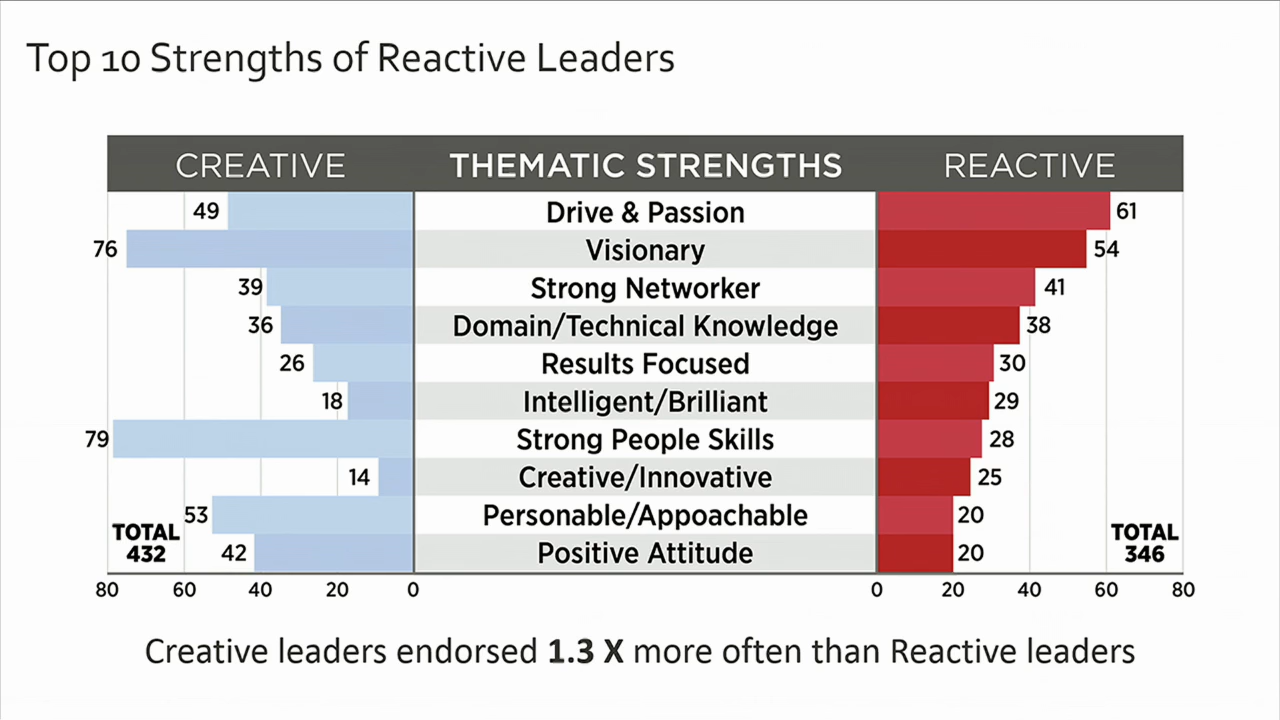 Top 10 Strengths of Reactive Leaders
CREATIVE THEMATIC STRENGTHS REACTIVE
49 Drive & Passion 61
76 Visionary 54
39 Strong Networker 41
36 Domain/Technical Knowledge 38
26 Results Focused 30
18 Intelligent/Brilliant 29
79 Strong People Skills 28
14 Creative/Innovative 25
53 Personable/Appoachable 20
42 Positive Attitude 20
TOTAL
432
TOTAL
346
80 60 40 20 0 0 20 40 60 80
Creative leaders endorsed 1.3 X more often than Reactive leaders